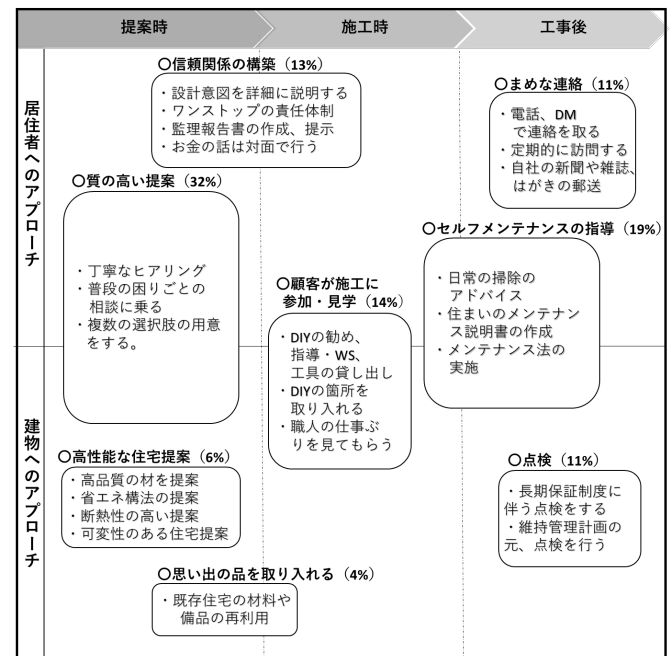 提案時
施工時
工事後
居住者へのアプローチ
〇信頼関係の構築（13%）
・設計意図を詳細に説明する
・ワンストップの責任体制
・監理報告書の作成、提示
・お金の話は対面で行う
〇まめな連絡（11%）
・電話、DM
で連絡を取る
・定期的に訪問する
・自社の新聞や雑誌、
はがきの郵送
〇質の高い提案（32%）
・丁寧なヒアリング
・普段の困りごとの
相談に乗る
・複数の選択肢の用意
をする。
〇セルフメンテナンスの指導（19%）
・日常の掃除の
アドバイス
・住まいのメンテナン
ス説明書の作成
・メンテナンス法の
実施
〇顧客が施工に
参加・見学（14%）
・DIYの勧め、
指導・WS、
工具の貸し出し
・DIYの箇所を
取り入れる
・職人の仕事ぶ
りを見てもらう
建物へのアプローチ
〇高性能な住宅提案（6%）
・高品質の材を提案
・省エネ構法の提案
・断熱性の高い提案
・可変性のある住宅提案
〇点検（11%）
・長期保証制度に
伴う点検をする
・維持管理計画の
元、点検を行う
〇思い出の品を取り入れる（4%）
・既存住宅の材料や
備品の再利用